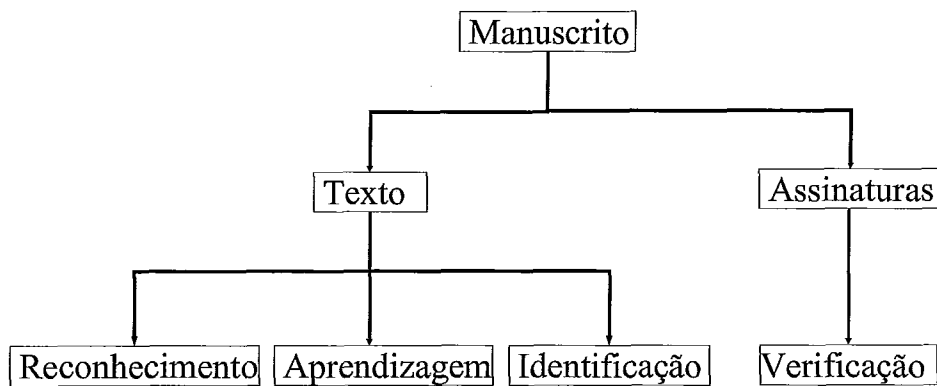 Manuscrito
Texto
Assinaturas
Reconhecimento
Aprendizagem
Identificação
Verificação